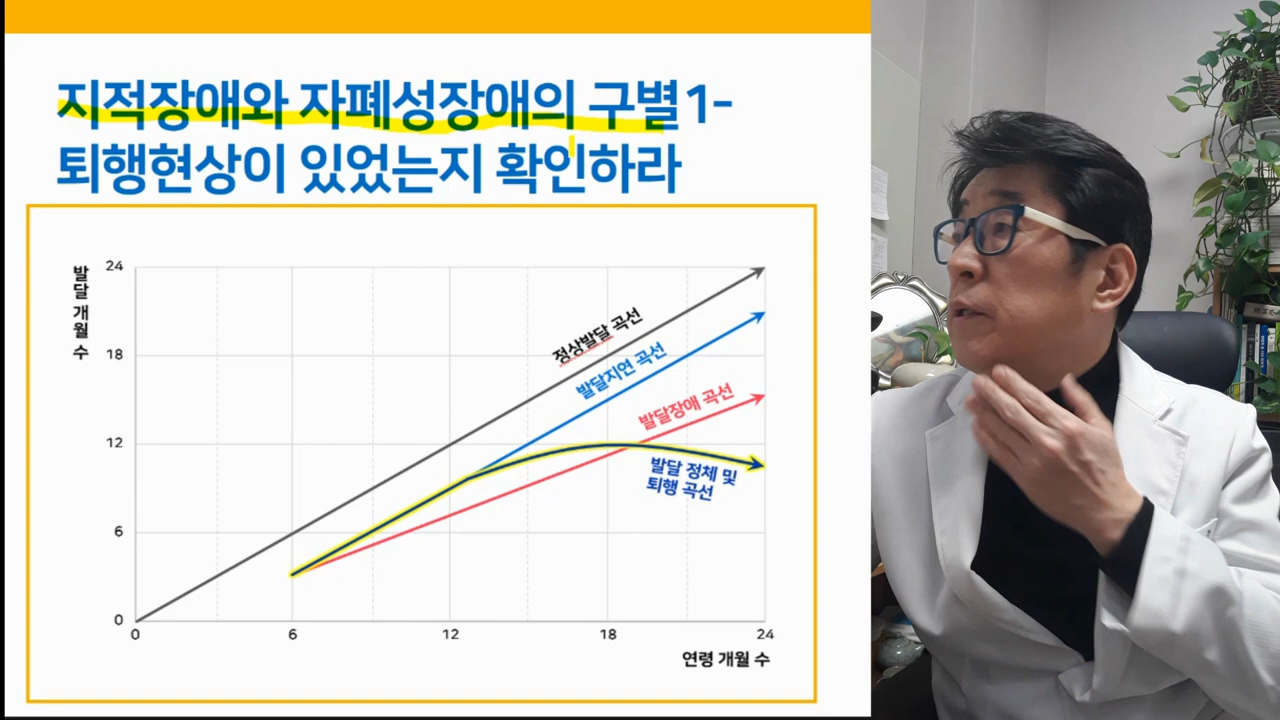 지적장애와 자폐성장애의 구별1-
퇴행현상이 있었는지 확인하라
발달 개월 수
24
18
12
6
0
정상발달 곡선
발달지연 곡선
발달장애 곡선
발달 정체 및
퇴행 곡선
0 6 12 18 24
연령 개월 수